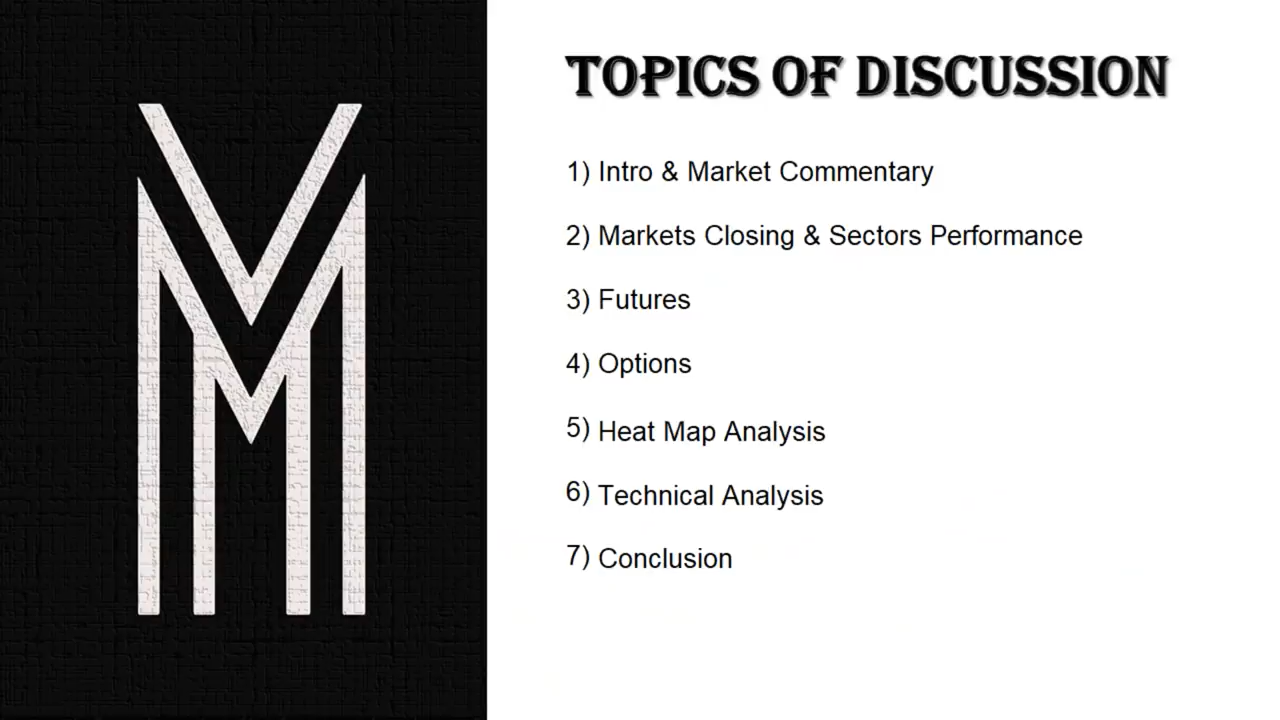 TOPICS OF DISCUSSION
1) Intro & Market Commentary
2) Markets Closing & Sectors Performance
3) Futures
4) Options
5) Heat Map Analysis
6) Technical Analysis
7) Conclusion